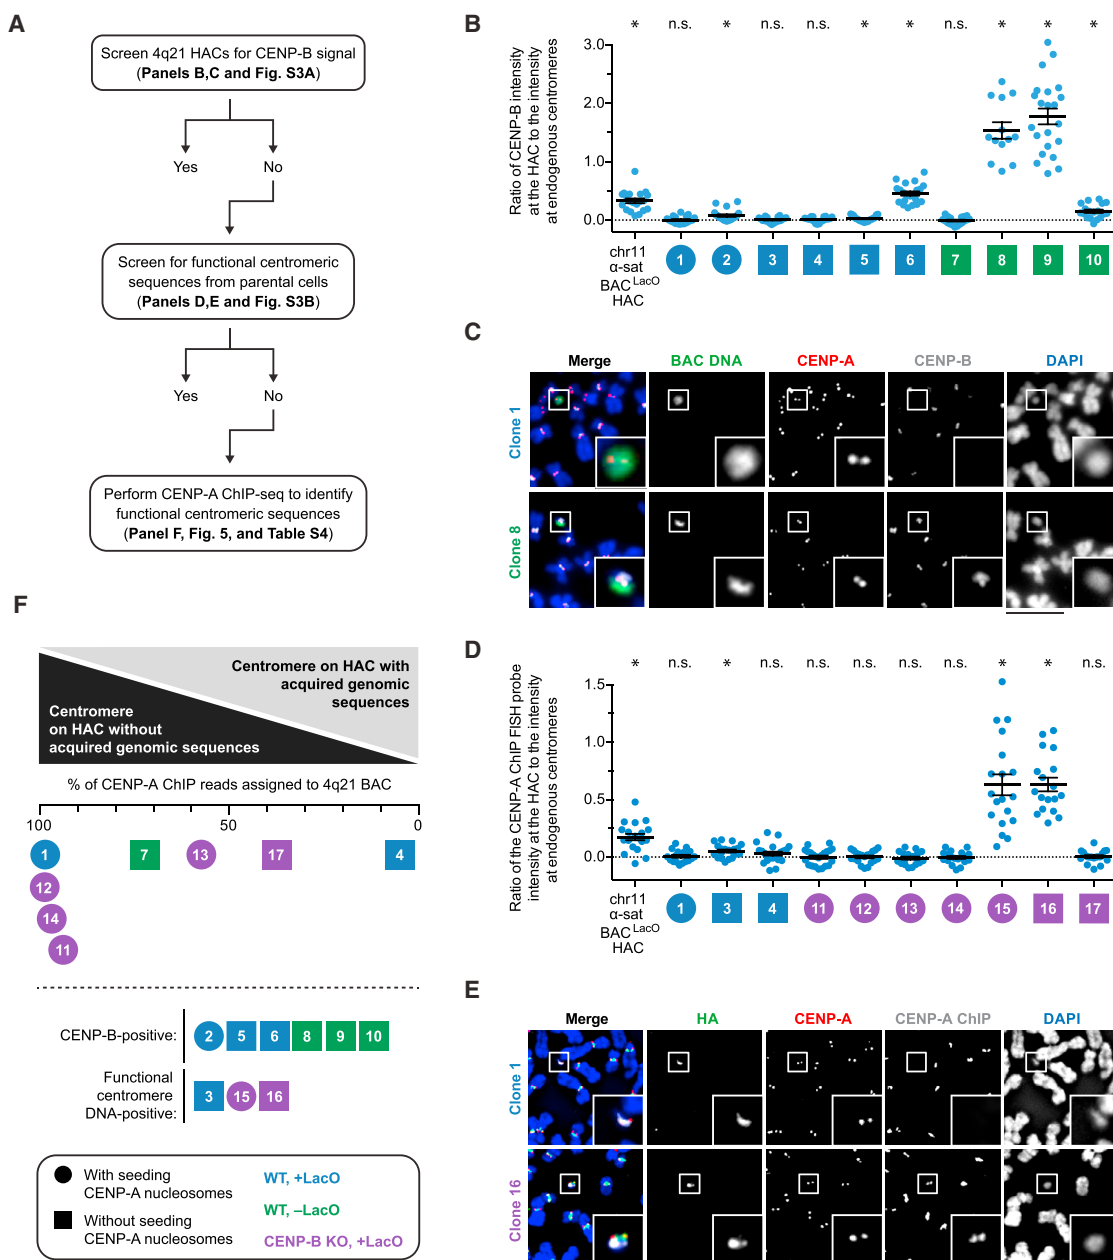 A
Screen 4q21 HACs for CENP-B signal
(Panels B,C and Fig. S3A)
Yes
No
Screen for functional centromeric
sequences from parental cells
(Panels D,E and Fig. S3B)
Yes
No
Perform CENP-A ChIP-seq to identify
functional centromeric sequences
(Panel F, Fig. 5, and Table S4)
B
Ratio of CENP-B intensity
at the HAC to the intensity
at endogenous centromeres
* n.s. * n.s. n.s. * * n.s. * * *
3.0
2.0
1.0
0.0
chr11
α-sat
BAC LacO
HAC
1 2 3 4 5 6 7 8 9 10
C
Merge BAC DNA CENP-A CENP-B DAPI
Clone 1
Clone 8
D
Ratio of the CENP-A ChIP FISH probe
intensity at the HAC to the intensity
at endogenous centromeres
* n.s. * n.s. n.s. n.s. n.s. n.s. * * n.s.
1.5
1.0
0.5
0.0
chr11
α-sat
BAC LacO
HAC
1 3 4 11 12 13 14 15 16 17
E
Merge HA CENP-A CENP-A ChIP DAPI
Clone 1
Clone 16
F
Centromere on HAC with
acquired genomic
sequences
Centromere
on HAC without
acquired genomic sequences
% of CENP-A ChIP reads assigned to 4q21 BAC
100 50 0
1 7 13 17 4
12
14
11
CENP-B-positive: 2 5 6 8 9 10
Functional
centromere
DNA-positive:
3 15 16
With seeding
CENP-A nucleosomes
Without seeding
CENP-A nucleosomes
WT, +LacO
WT, –LacO
CENP-B KO, +LacO